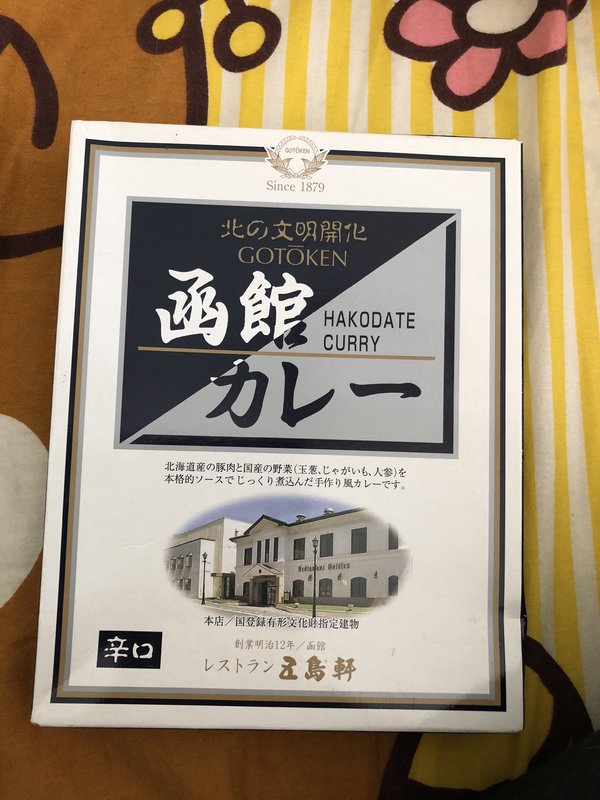 GOTŌKEN
Since 1879
北の文明開化
GOTŌKEN
函館
HAKODATE
CURRY
カレー
北海道産の豚肉と国産の野菜(玉葱、じゃがいも、人参)を
本格的ソースでじっくり煮込んだ手作り風カレーです。
Restaurant Gotoken
本店/国登録有形文化財指定建物
創業明治12年/函館
辛口
レストラン 五島軒